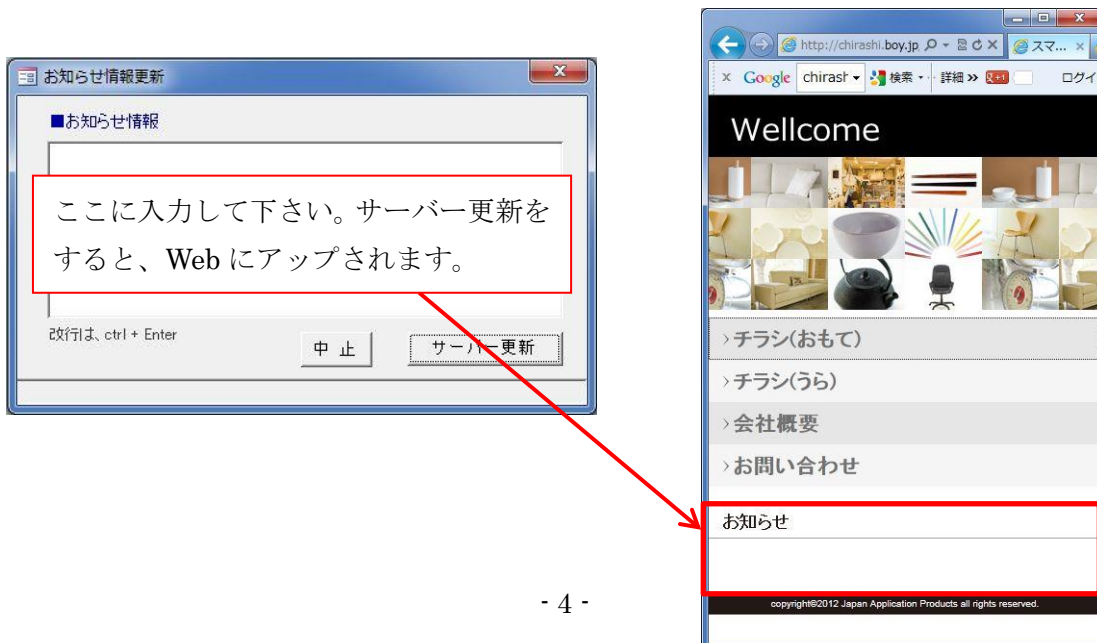 お知らせ情報更新
■お知らせ情報
ここに入力して下さい。サーバー更新を
すると、Web にアップされます。
改行は、ctrl + Enter
中 止
サーバー更新
http://chirashi.boy.jp
スマ...
x Google chirash 検索 詳細 >> ログイ
Wellcome
>チラシ(おもて)
>チラシ(うら)
>会社概要
>お問い合わせ
お知らせ
copyright©2012 Japan Application Products all rights reserved.
- 4 -